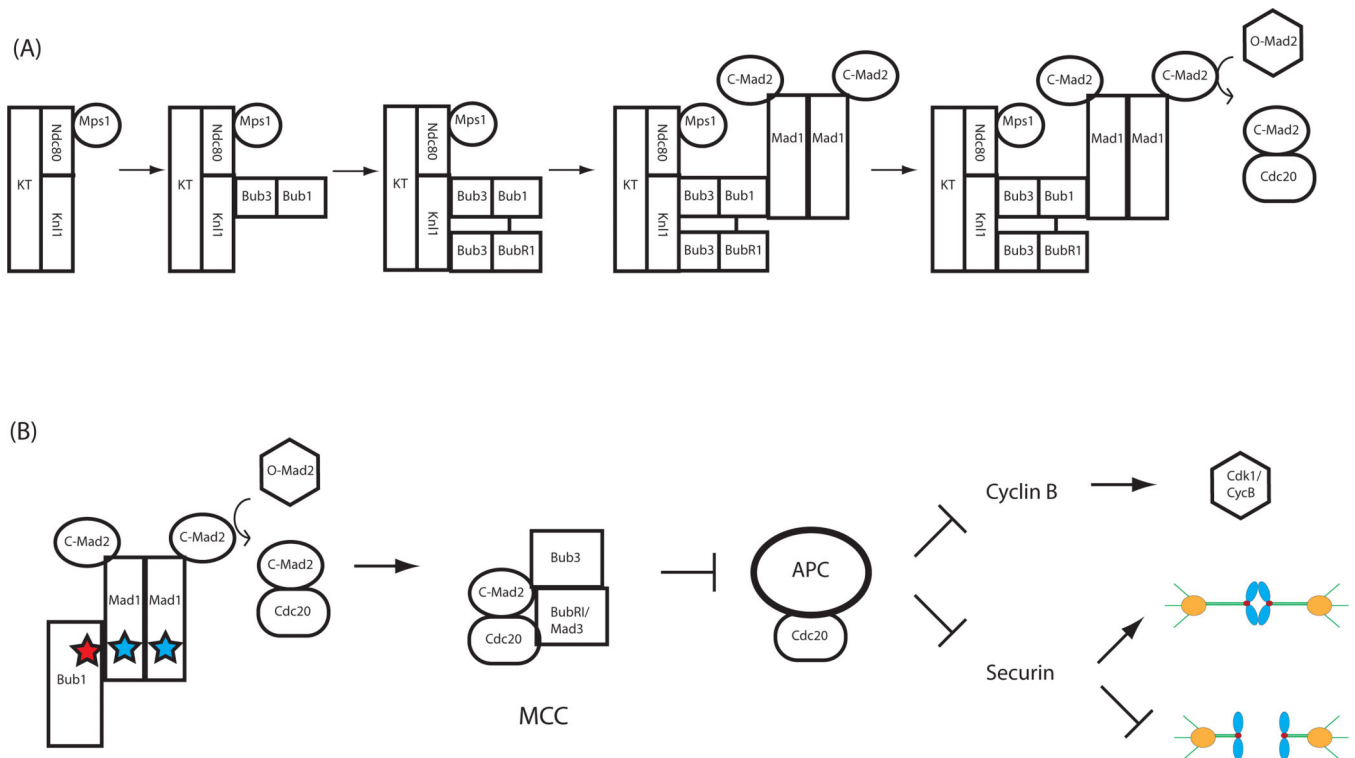 (A)
KT
Ndc80
Knl1
Mps1
KT
Ndc80
Knl1
Mps1
Bub3
Bub1
KT
Ndc80
Knl1
Mps1
Bub3
Bub1
Bub3
BubR1
KT
Ndc80
Knl1
Mps1
Bub3
Bub1
Bub3
BubR1
C-Mad2
C-Mad2
Mad1
Mad1
KT
Ndc80
Knl1
Mps1
Bub3
Bub1
Bub3
BubR1
C-Mad2
C-Mad2
Mad1
Mad1
O-Mad2
C-Mad2
Cdc20
(B)
O-Mad2
C-Mad2
C-Mad2
Mad1
Mad1
Bub1
C-Mad2
Cdc20
Bub3
C-Mad2
BubRI/
Mad3
Cdc20
MCC
APC
Cdc20
Cyclin B
Cdk1/
CycB
Securin